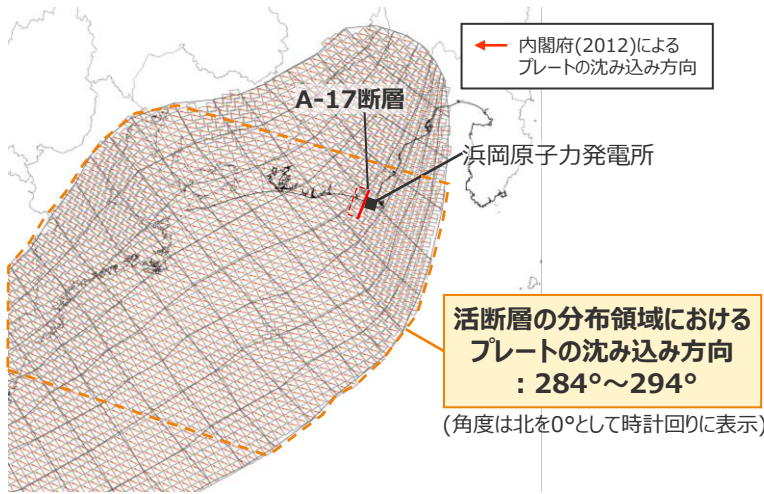 内閣府(2012)による
プレートの沈み込み方向
A-17断層
浜岡原子力発電所
活断層の分布領域における
プレートの沈み込み方向
：284°～294°
(角度は北を0°として時計回りに表示)